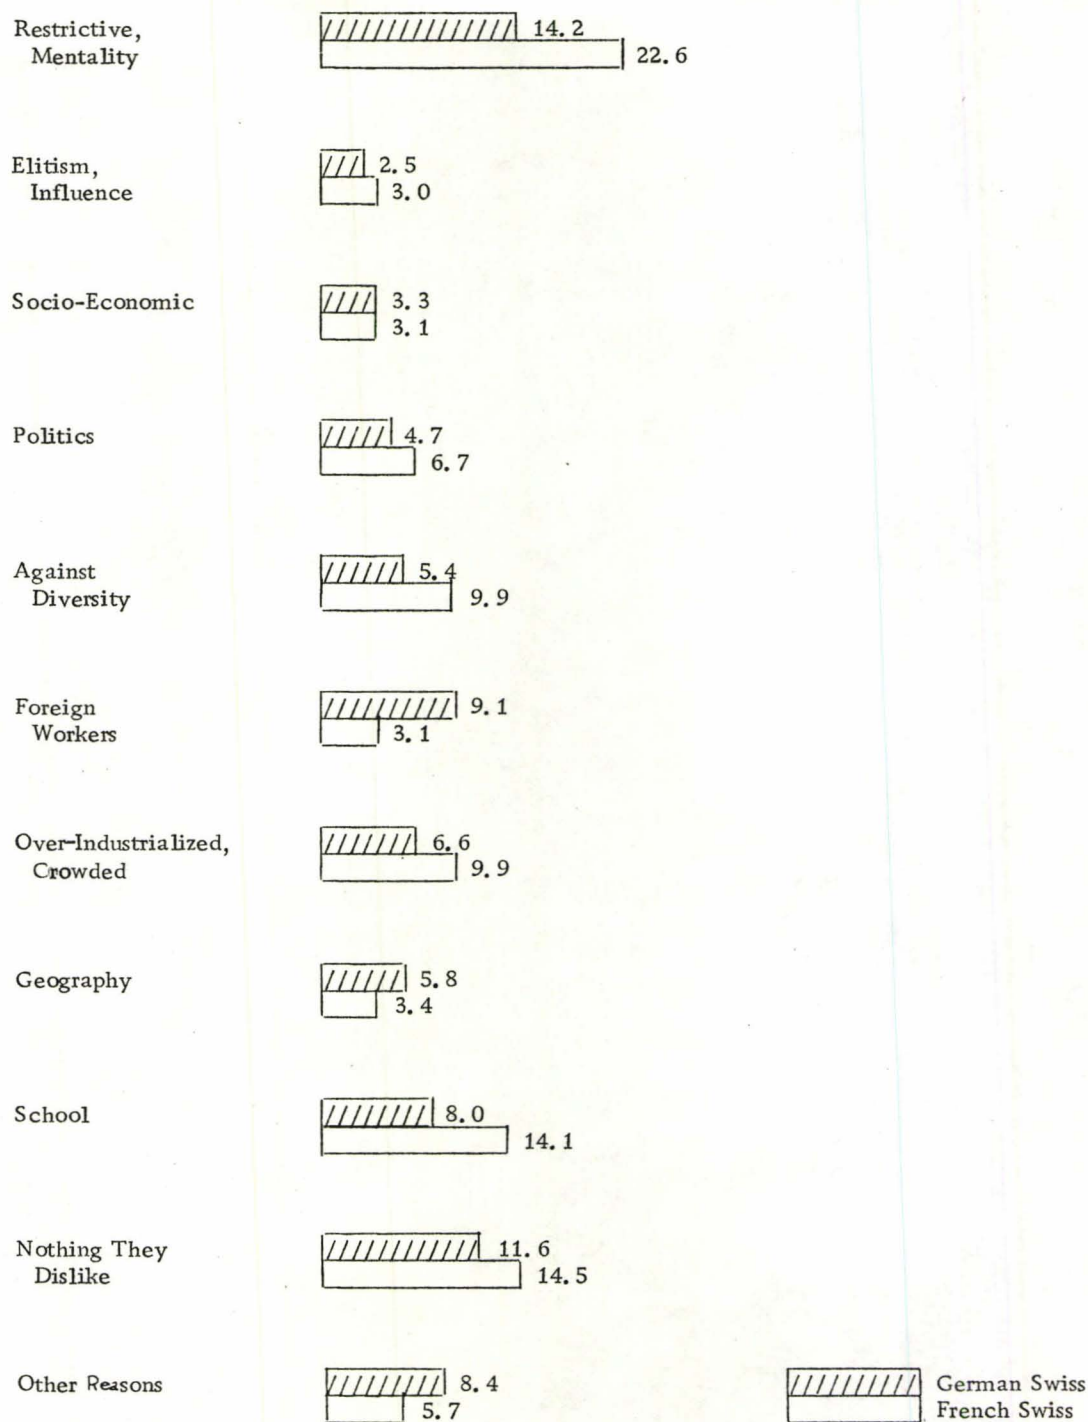 Restrictive,
Mentality
14.2
22.6
Elitism,
Influence
2.5
3.0
Socio-Economic
3.3
3.1
Politics
4.7
6.7
Against
Diversity
5.4
9.9
Foreign
Workers
9.1
3.1
Over-Industrialized,
Crowded
6.6
9.9
Geography
5.8
3.4
School
8.0
14.1
Nothing They
Dislike
11.6
14.5
Other Reasons
8.4
5.7
German Swiss
French Swiss